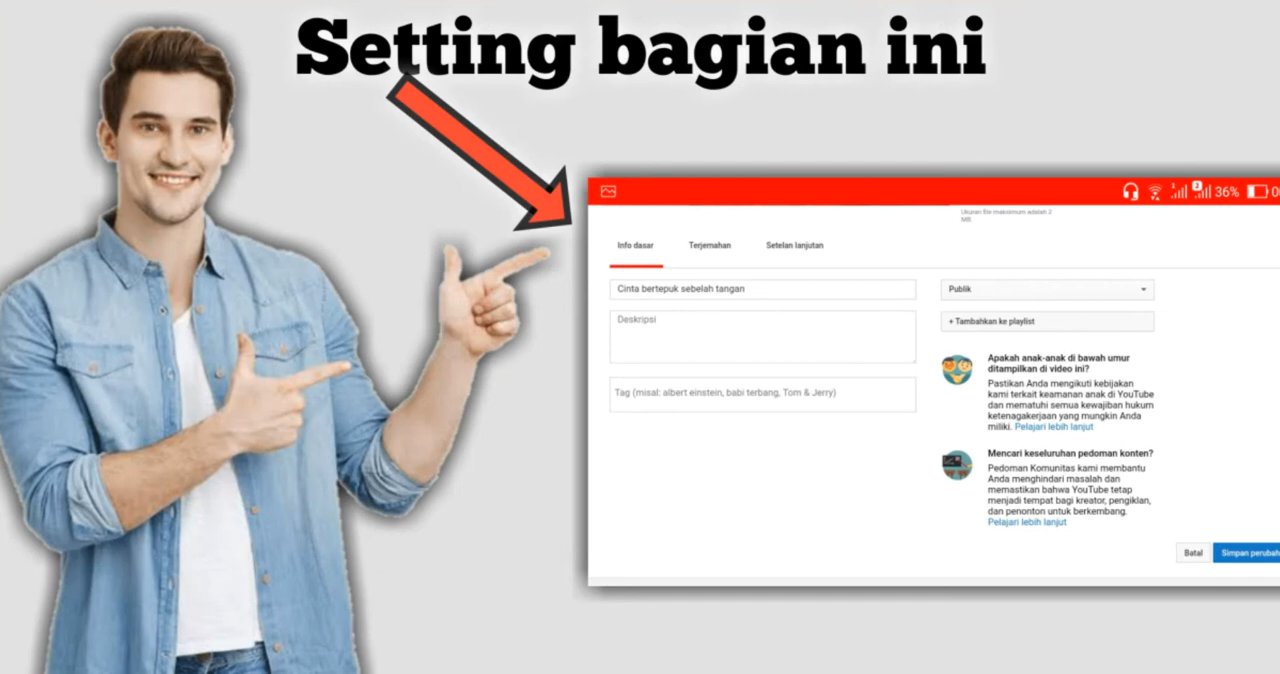 Setting bagian ini
36%
Ukuran file maksimum adalah 2
MB.
Info dasar
Terjemahan
Setelan lanjutan
Cinta bertepuk sebelah tangan
Publik
Deskripsi
+ Tambahkan ke playlist
Tag (misal: albert einstein, babi terbang, Tom & Jerry)
Apakah anak-anak di bawah umur
ditampilkan di video ini?
Pastikan Anda mengikuti kebijakan
kami terkait keamanan anak di YouTube
dan mematuhi semua kewajiban hukum
ketenagakerjaan yang mungkin Anda
miliki. Pelajari lebih lanjut
Mencari keseluruhan pedoman konten?
Pedoman Komunitas kami membantu
Anda menghindari masalah dan
memastikan bahwa YouTube tetap
menjadi tempat bagi kreator, pengiklan,
dan penonton untuk berkembang.
Pelajari lebih lanjut
Batal
Simpan perubah